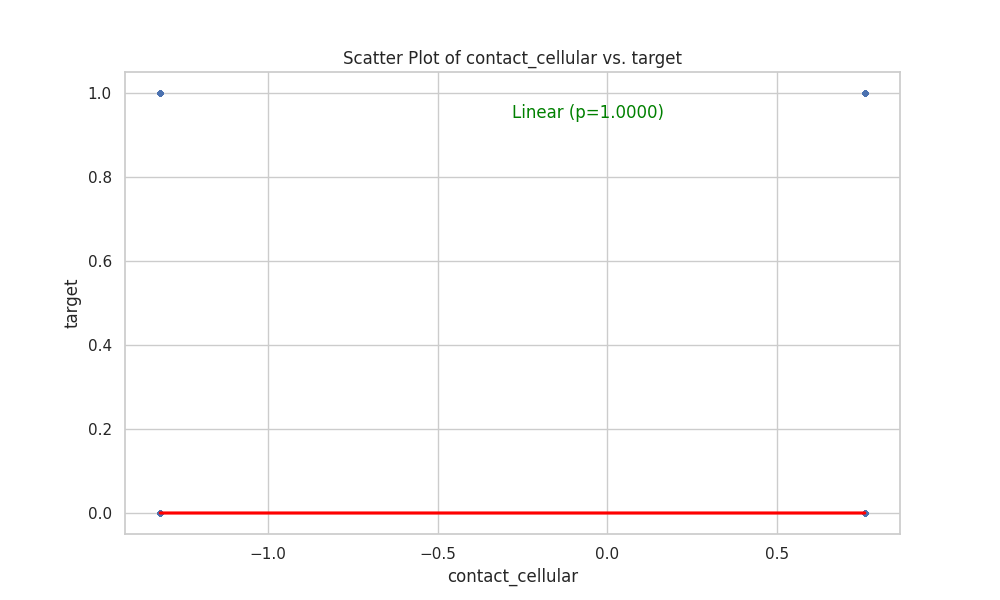 Scatter Plot of contact_cellular vs. target
Linear (p=1.0000)
1.0
0.8
0.6
0.4
0.2
0.0
target
−1.0
−0.5
0.0
0.5
contact_cellular